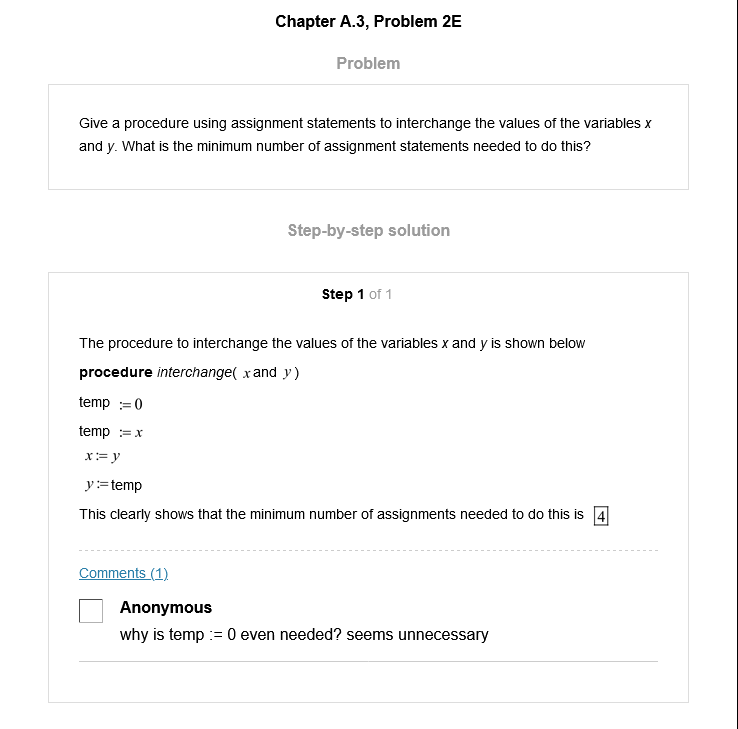 Chapter A.3, Problem 2E
Problem
Give a procedure using assignment statements to interchange the values of the variables x
and y. What is the minimum number of assignment statements needed to do this?
Step-by-step solution
Step 1 of 1
The procedure to interchange the values of the variables x and y is shown below
procedure interchange( x and y)
temp := 0
temp := x
x := y
y := temp
This clearly shows that the minimum number of assignments needed to do this is 4
Comments (1)
Anonymous
why is temp := 0 even needed? seems unnecessary